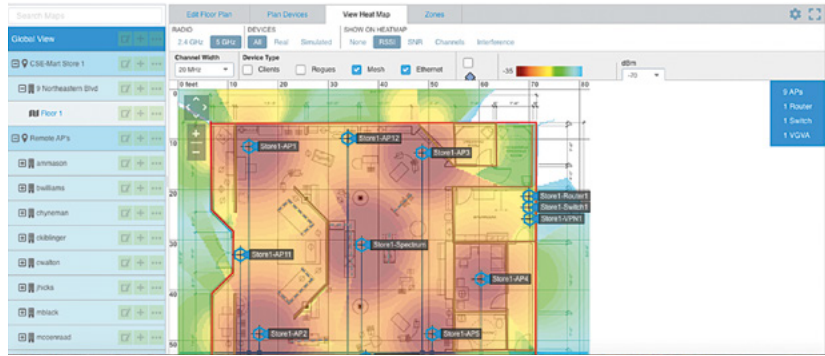 Search Maps
Edit Floor Plan Plan Devices View Heat Map Zones
RADIO DEVICES SHOW ON HEATMAP
Global View
2.4 GHz 5 GHz All Real Simulated None RSSI SNR Channels Interference
Channel Width Device Type
CSE-Mart Store 1
20 MHz Clients Rogues Mesh Ethernet -35 dBm -70
9 Northeastern Blvd
0 feet 10 20 30 40 50 60 70 80
0
9 APs
1 Router
1 Switch
1 VGVA
Floor 1
Remote AP's
10
Store1-AP1 Store1-AP12 Store1-AP3
ammason
bwilliams
20
Store1-Router1
Store1-Switch1
Store1-VPN1
chyneman
ckiblinger
30
Store1-AP11 Store1-Spectrum
cwalton
Store1-AP4
jhicks
40
mblack
Store1-AP2 Store1-AP5
50